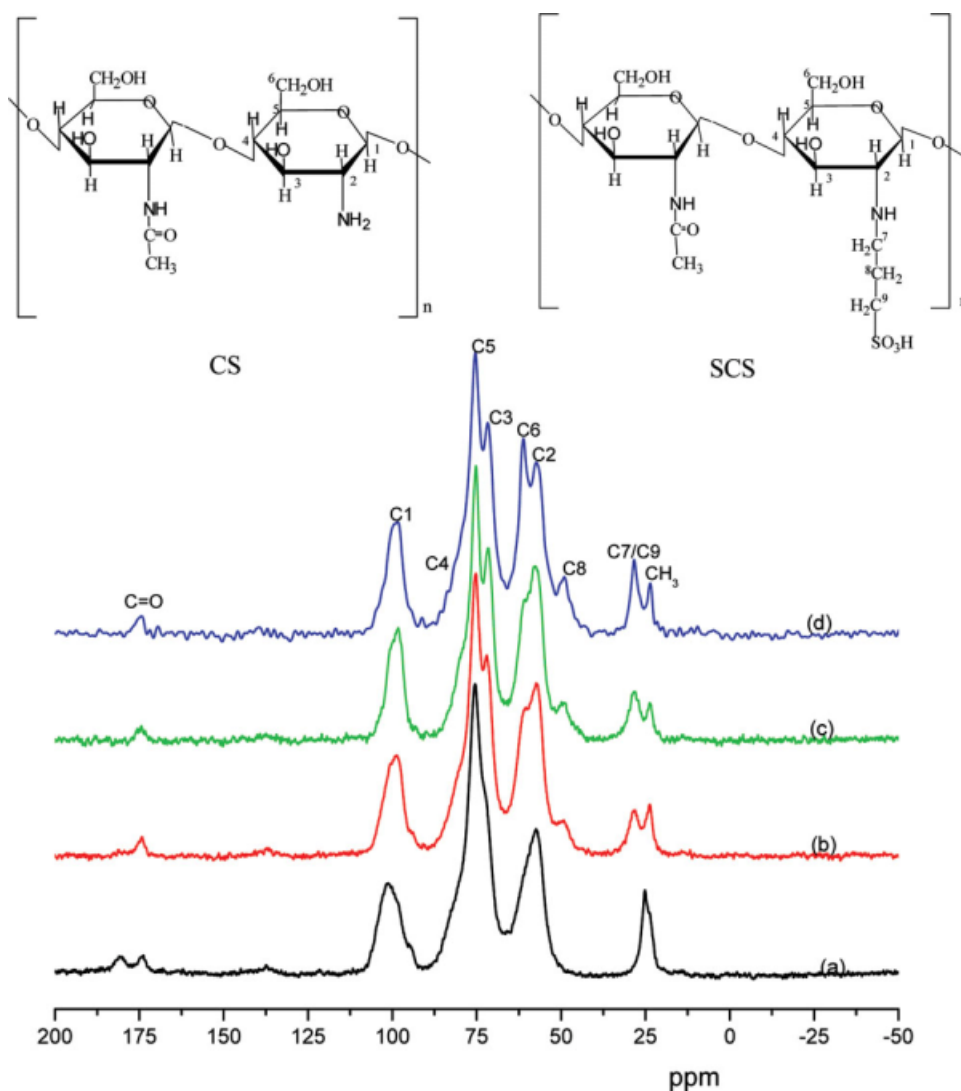 CH₂OH
⁶CH₂OH
H
O
5
H
O
O
H
HO
H
H
O
4
H
HO
H
1
O
H
3
2
H
NH
NH₂
C=O
CH₃
n
CS
CH₂OH
⁶CH₂OH
H
O
5
H
O
O
H
HO
H
H
O
4
HO
H
1
O
H
3
2
H
NH
NH
C=O
CH₃
H₂C⁷
⁸CH₂
H₂C⁹
SO₃H
SCS
C5
C3
C6
C2
C1
C4
C8
C7/C9
CH₃
C=O
(d)
(c)
(b)
(a)
200 175 150 125 100 75 50 25 0 -25 -50
ppm